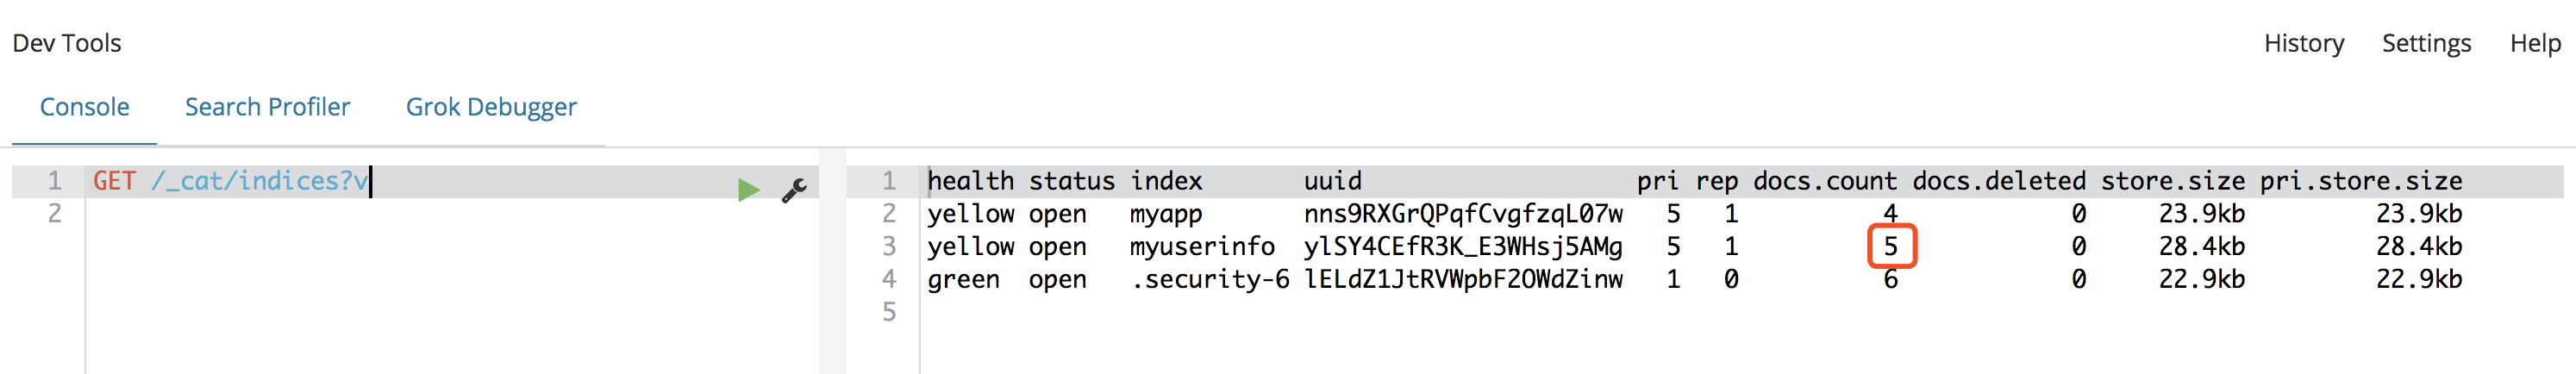 Dev Tools
History Settings Help
Console Search Profiler Grok Debugger
1 GET /_cat/indices?v
2
1 health status index uuid pri rep docs.count docs.deleted store.size pri.store.size
2 yellow open myapp nns9RXGrQPqfCvgfzqL07w 5 1 4 0 23.9kb 23.9kb
3 yellow open myuserinfo ylSY4CEfR3K_E3WHsj5AMg 5 1 5 0 28.4kb 28.4kb
4 green open .security-6 lELdZ1JtRVWpbF2OWdZinw 1 0 6 0 22.9kb 22.9kb
5